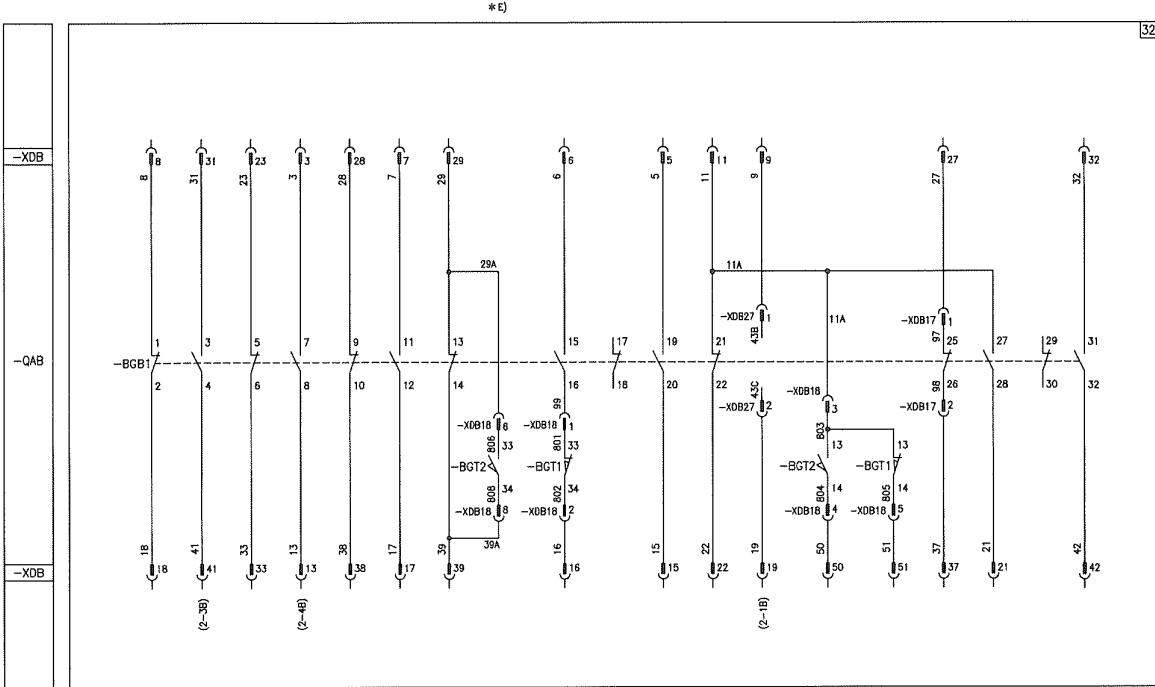 *E)
32
-XDB
8 31 23 3 28 7 29 6 5 11 9 27 32
8 31 23 3 28 7 29 6 5 11 9 27 32
29A 11A
-XDB27 1 11A -XDB17 1
43B 97
1 3 5 7 9 11 13 15 17 19 21 25 27 29 31
-QAB
-BGB1
2 4 6 8 10 12 14 16 18 20 22 26 28 30 32
99 43C 98
-XDB27 2 -XDB18 3 -XDB17 2
-XDB18 6 -XDB18 1
806 33 801 33 803
13 13
-BGT2 -BGT1 -BGT2 -BGT1
808 34 802 34 804 14 805 14
-XDB18 8 -XDB18 2 -XDB18 4 -XDB18 5
39A
18 41 33 13 38 17 39 16 15 22 19 50 51 37 21 42
-XDB
18 41 33 13 38 17 39 16 15 22 19 50 51 37 21 42
(2-3B) (2-4B) (2-1B)